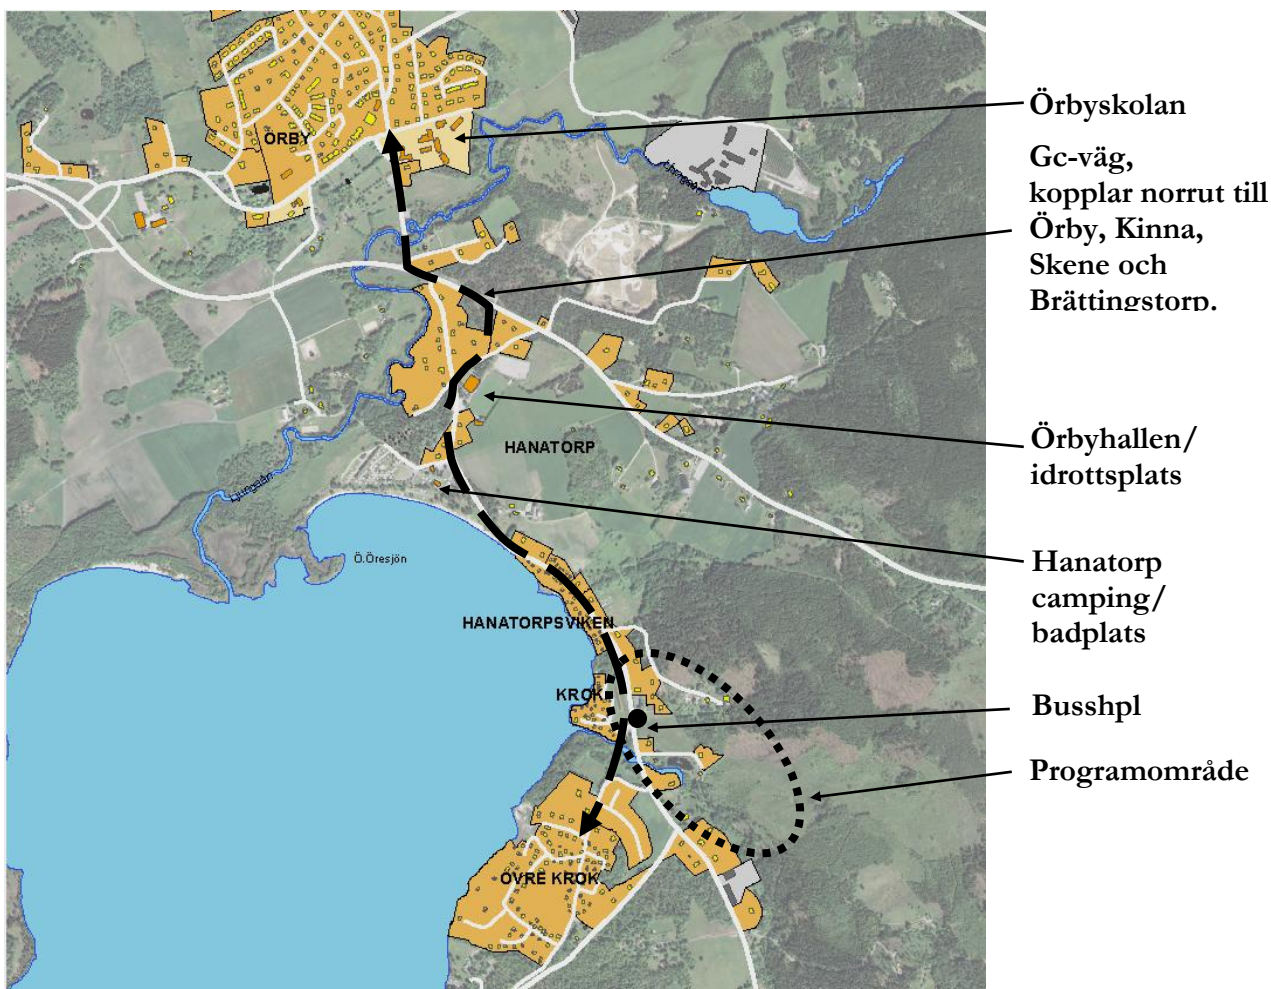 Örbyskolan
Gc-väg,
kopplar norrut till
Örby, Kinna,
Skene och
Brättingstorp.
Örbyhallen/
idrottsplats
Hanatorp
camping/
badplats
Busshpl
Programområde
ÖRBY
HANATORP
Ljungaån
Ö.Öresjön
HANATORPSVIKEN
KROK
ÖVRE KROK